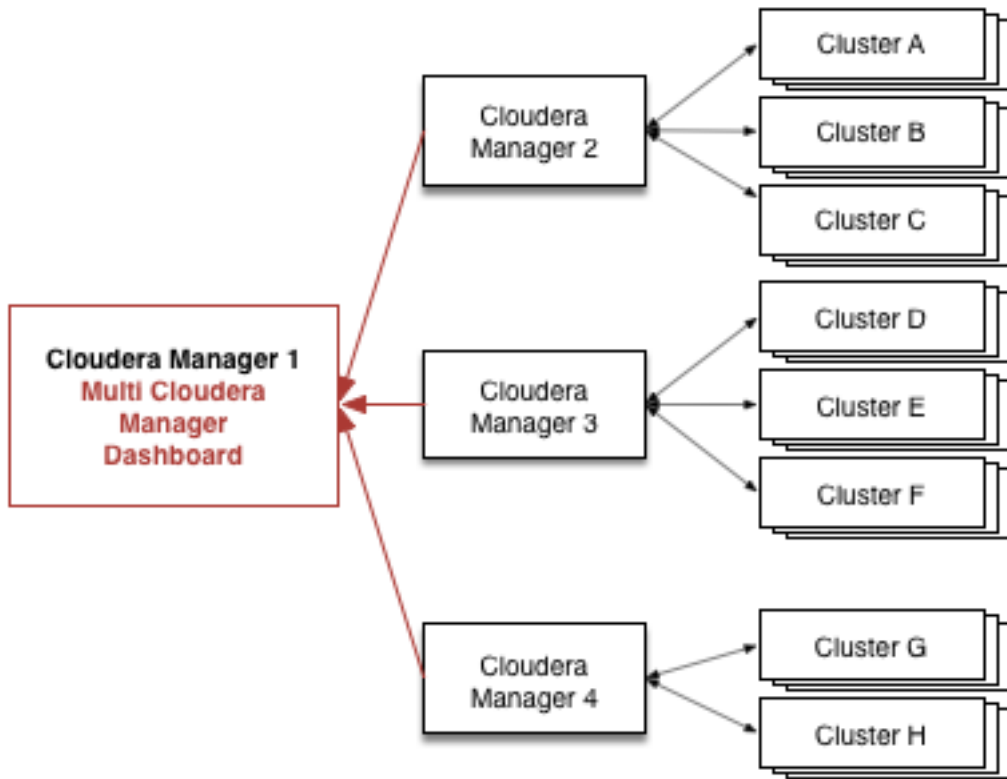 Cluster A
Cloudera
Manager 2
Cluster B
Cluster C
Cluster D
Cloudera Manager 1
Multi Cloudera
Manager
Dashboard
Cloudera
Manager 3
Cluster E
Cluster F
Cluster G
Cloudera
Manager 4
Cluster H